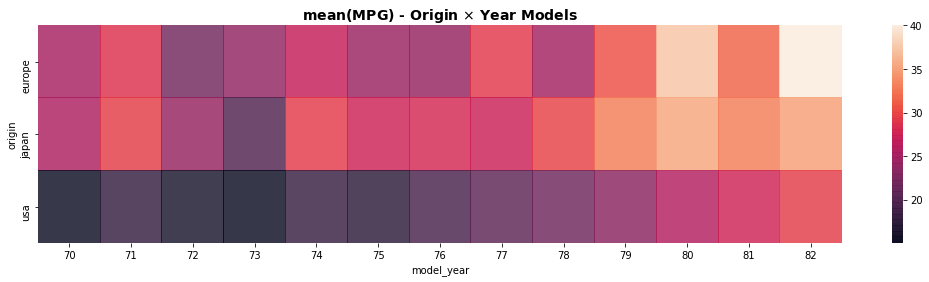 mean(MPG) - Origin × Year Models
origin
europe
japan
usa
70 71 72 73 74 75 76 77 78 79 80 81 82
model_year
40
35
30
25
20